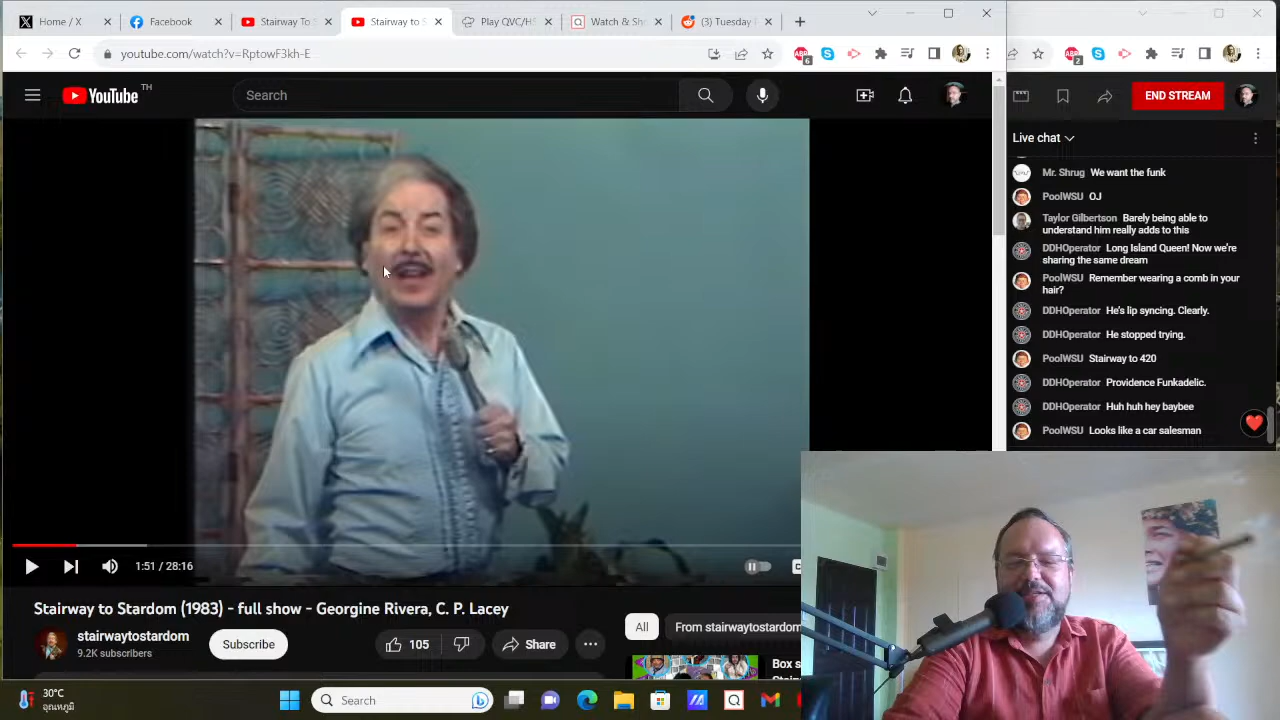 Home / X
Facebook
Stairway To S
Stairway to S
Play QVC/HS
Watch & Sh
(3) Tuesday F
youtube.com/watch?v=RptowF3kh-E
6
2
YouTube
TH
Search
END STREAM
Live chat
Mr. Shrug We want the funk
PoolWSU OJ
Taylor Gilbertson Barely being able to
understand him really adds to this
DDHOperator Long Island Queen! Now we're
sharing the same dream
PoolWSU Remember wearing a comb in your
hair?
DDHOperator He's lip syncing. Clearly.
DDHOperator He stopped trying.
PoolWSU Stairway to 420
DDHOperator Providence Funkadelic.
DDHOperator Huh huh hey baybee
PoolWSU Looks like a car salesman
1:51 / 28:16
Stairway to Stardom (1983) - full show - Georgine Rivera, C. P. Lacey
stairwaytostardom
9.2K subscribers
Subscribe
105
Share
All
From stairwaytostardom
Box s
30°C
Search